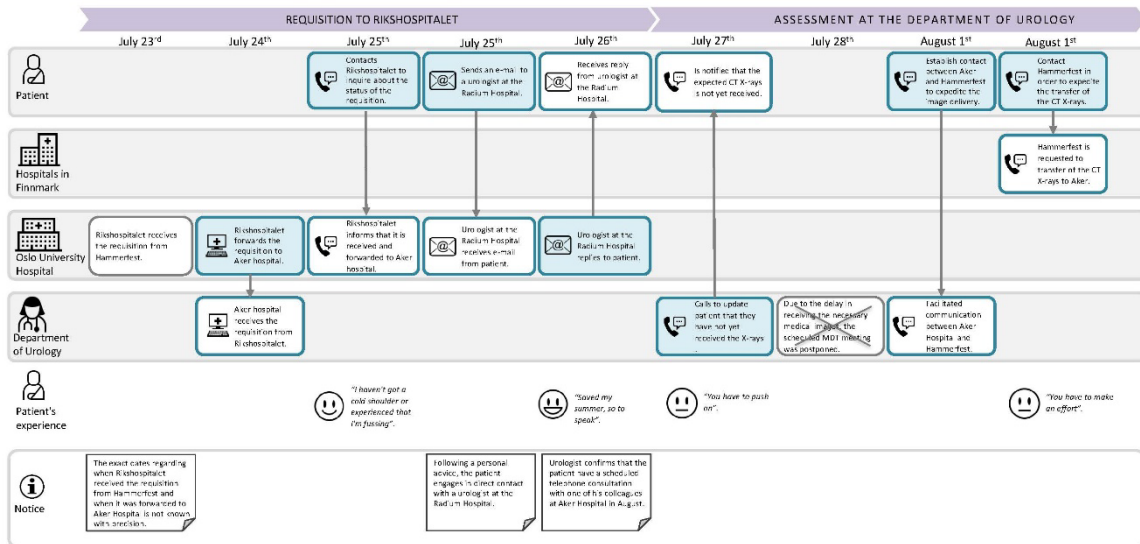 REQUISITION TO RIKSHOSPITALET
ASSESSMENT AT THE DEPARTMENT OF UROLOGY
July 23rd
July 24th
July 25th
July 25th
July 26th
July 27th
July 28th
August 1st
August 1st
Patient
Contacts
Rikshospitalet to
inquire about the
status of the
requisition.
Sends an e-mail to
a urologist at the
Radium Hospital.
Receives reply
from urologist at
the Radium
Hospital.
Is notified that the
expected CT X-rays
is not yet received.
Establish contact
between Aker
and Hammerfest
to expedite the
image delivery.
Contact
Hammerfest in
order to expedite
the transfer
of the CT X-rays.
Hospitals in
Finnmark
Hammerfest is
requested to
transfer of the CT
X-rays to Aker.
Oslo University
Hospital
Rikshospitalet receives
the requisition from
Hammerfest.
Rikshospitalet
forwards the
requisition to
Aker hospital.
Rikshospitalet
informs that it is
received and
forwarded to Aker
hospital.
Urologist at the
Radium Hospital
receives e-mail
from patient.
Urologist at the
Radium Hospital
replies to patient.
Department
of Urology
Aker hospital
receives the
requisition from
Rikshospitalet.
Calls to update
patient that they
have not yet
received the X-rays
.
Due to the delay in
receiving the necessary
medical images, the
scheduled MDT meeting
was postponed.
Facilitated
communication
between Aker
Hospital and
Hammerfest.
Patient's
experience
"I haven't got a
cold shoulder or
experienced that
I'm fussing".
"Saved my
summer, so to
speak".
"You have to push
on".
"You have to make
an effort".
Notice
The exact dates regarding
when Rikshospitalet
received the requisition
from Hammerfest and
when it was forwarded to
Aker Hospital is not known
with precision.
Following a personal
advice, the patient
engages in direct contact
with a urologist at the
Radium Hospital.
Urologist confirms that the
patient have a scheduled
telephone consultation
with one of his colleagues
at Aker Hospital in August.